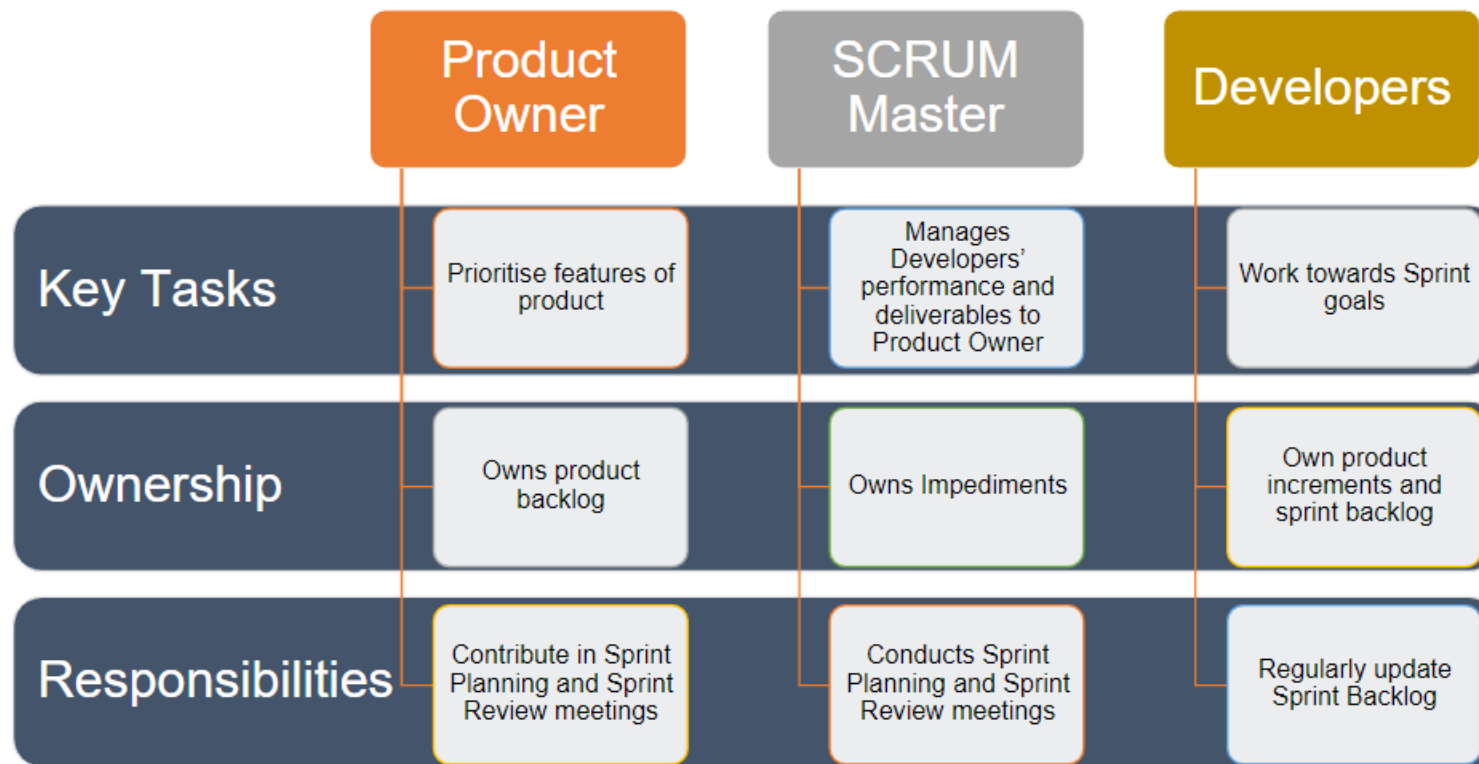 Product
Owner
SCRUM
Master
Developers
Key Tasks
Prioritise features of
product
Manages
Developers’
performance and
deliverables to
Product Owner
Work towards Sprint
goals
Ownership
Owns product
backlog
Owns Impediments
Own product
increments and
sprint backlog
Responsibilities
Contribute in Sprint
Planning and Sprint
Review meetings
Conducts Sprint
Planning and Sprint
Review meetings
Regularly update
Sprint Backlog